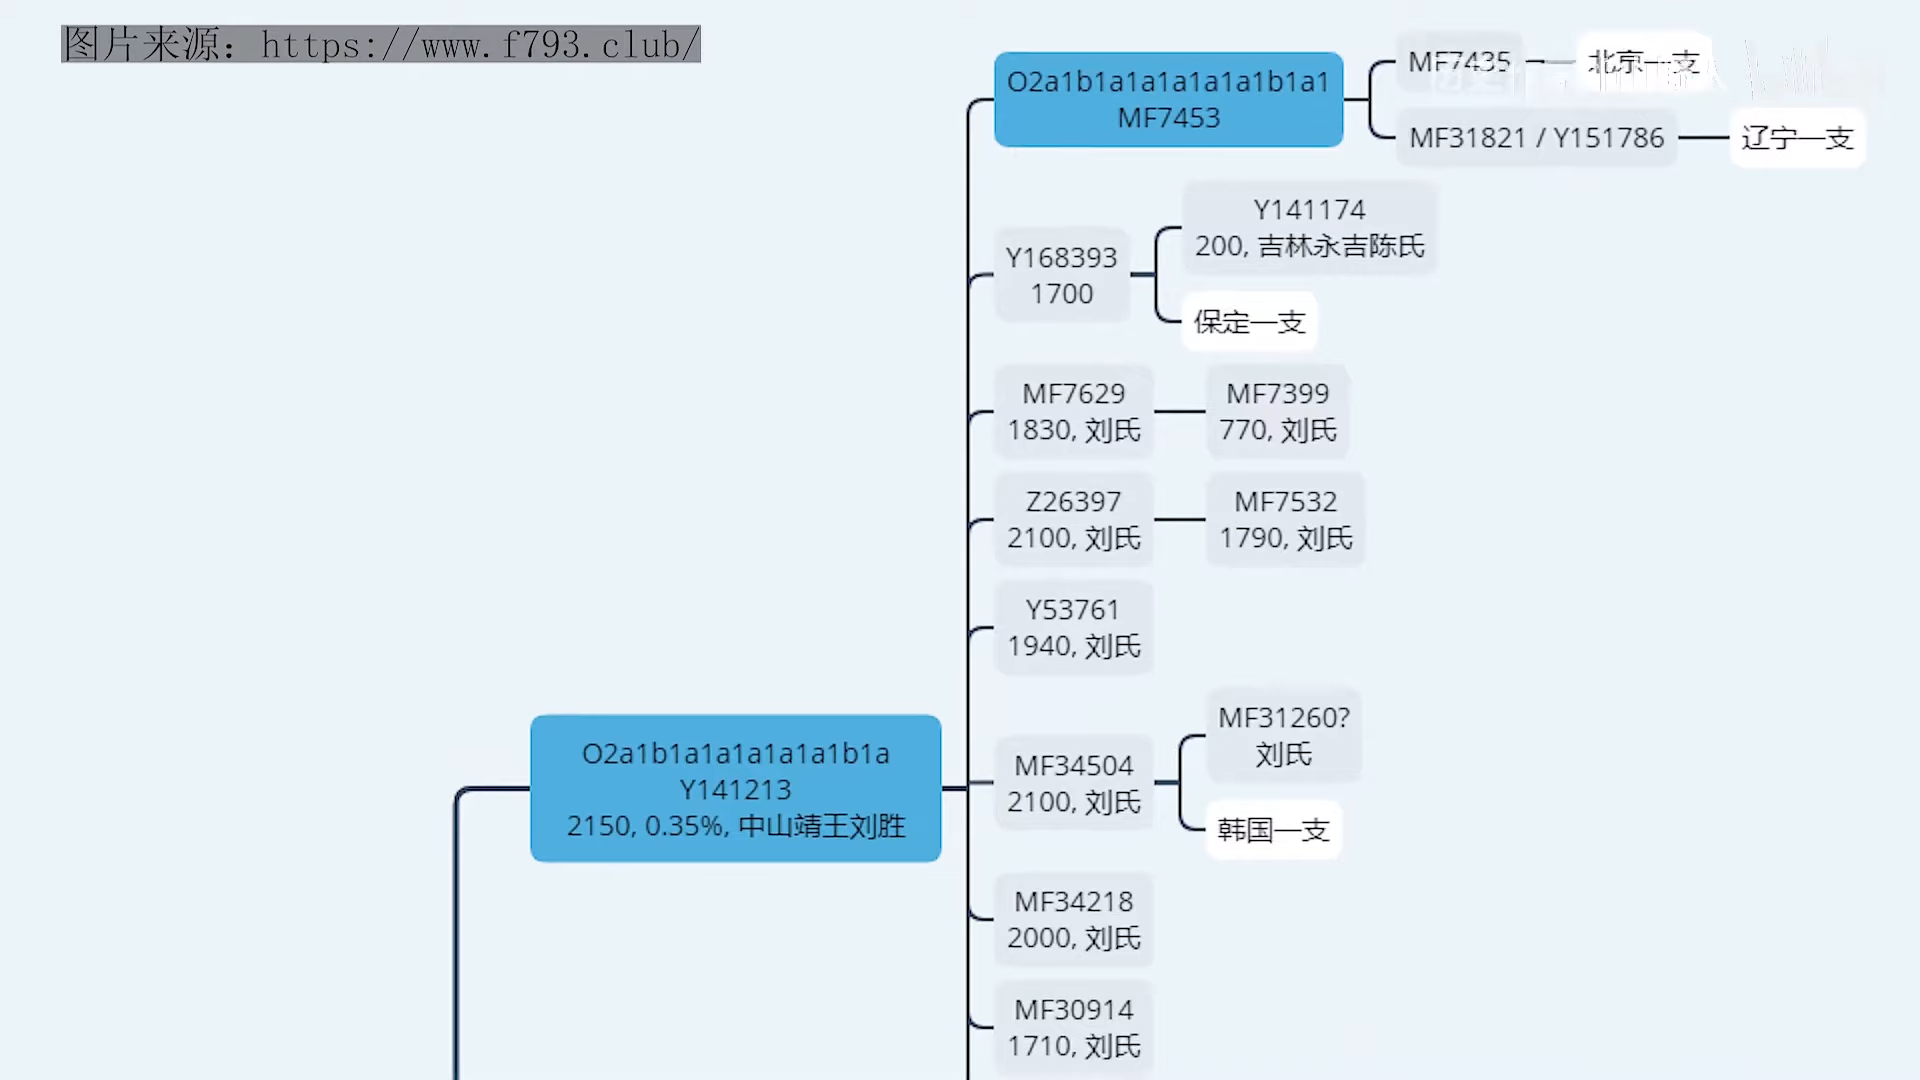 图片来源：https://www.f793.club/
O2a1b1a1a1a1a1a1b1a1
MF7453
MF7435
北京一支
MF31821 / Y151786
辽宁一支
Y168393
1700
Y141174
200, 吉林永吉陈氏
保定一支
MF7629
1830, 刘氏
MF7399
770, 刘氏
Z26397
2100, 刘氏
MF7532
1790, 刘氏
Y53761
1940, 刘氏
O2a1b1a1a1a1a1a1b1a
Y141213
2150, 0.35%, 中山靖王刘胜
MF34504
2100, 刘氏
MF31260?
刘氏
韩国一支
MF34218
2000, 刘氏
MF30914
1710, 刘氏